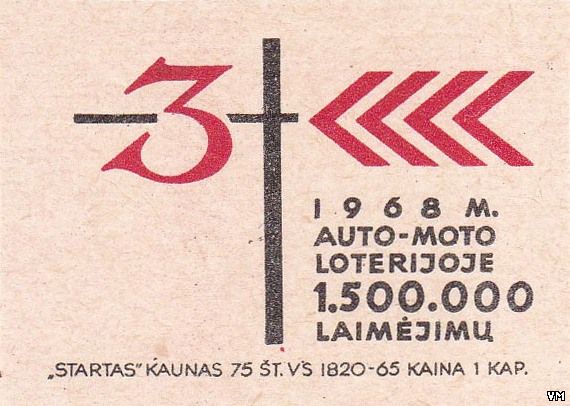 3
1968 M.
AUTO-MOTO
LOTERIJOJE
1.500.000
LAIMĖJIMŲ
„STARTAS" KAUNAS 75 ŠT. V'S 1820-65 KAINA 1 KAP.
VM